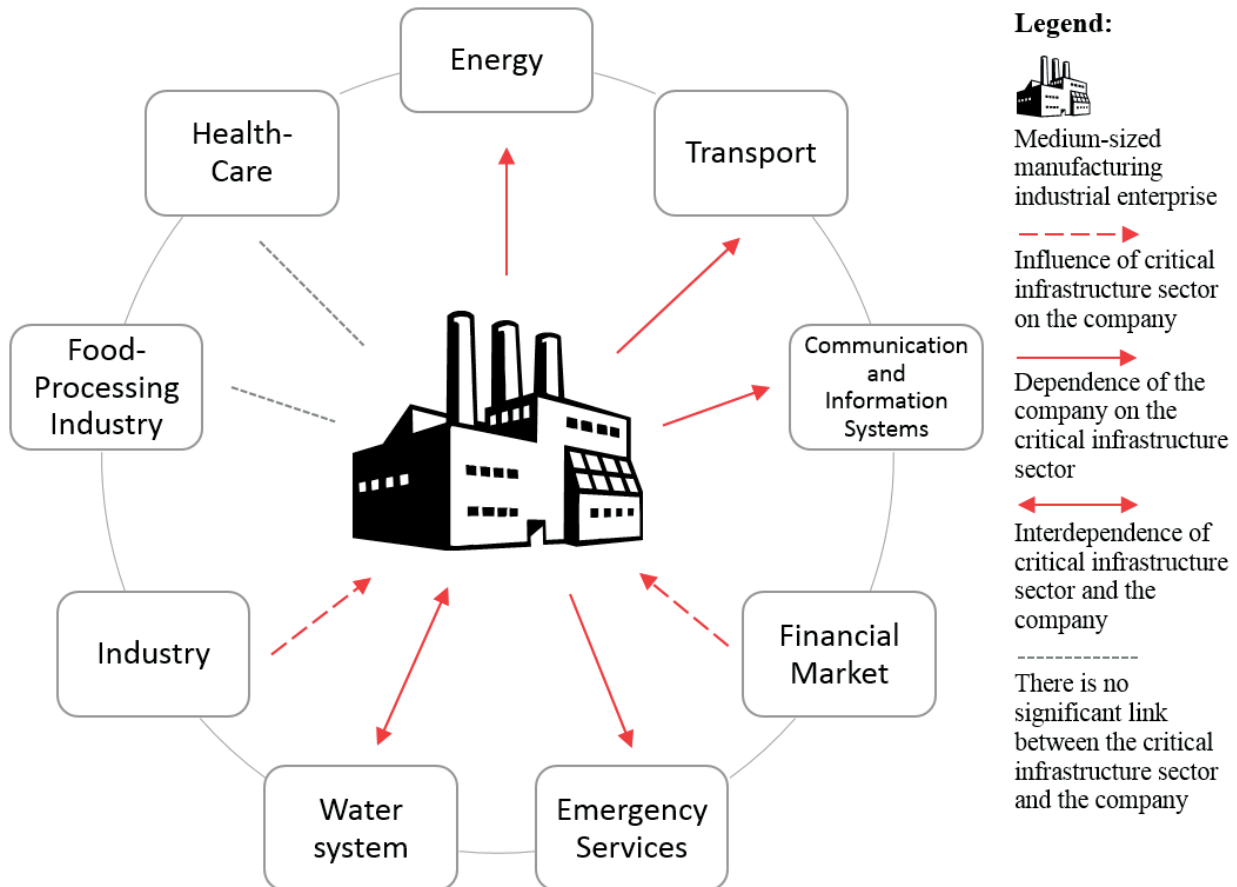 Energy
Transport
Communication
and
Information
Systems
Financial
Market
Emergency
Services
Water
system
Industry
Food-
Processing
Industry
Health-
Care
Legend:
Medium-sized
manufacturing
industrial enterprise
Influence of critical
infrastructure sector
on the company
Dependence of the
company on the
critical infrastructure
sector
Interdependence of
critical infrastructure
sector and the
company
There is no
significant link
between the critical
infrastructure sector
and the company